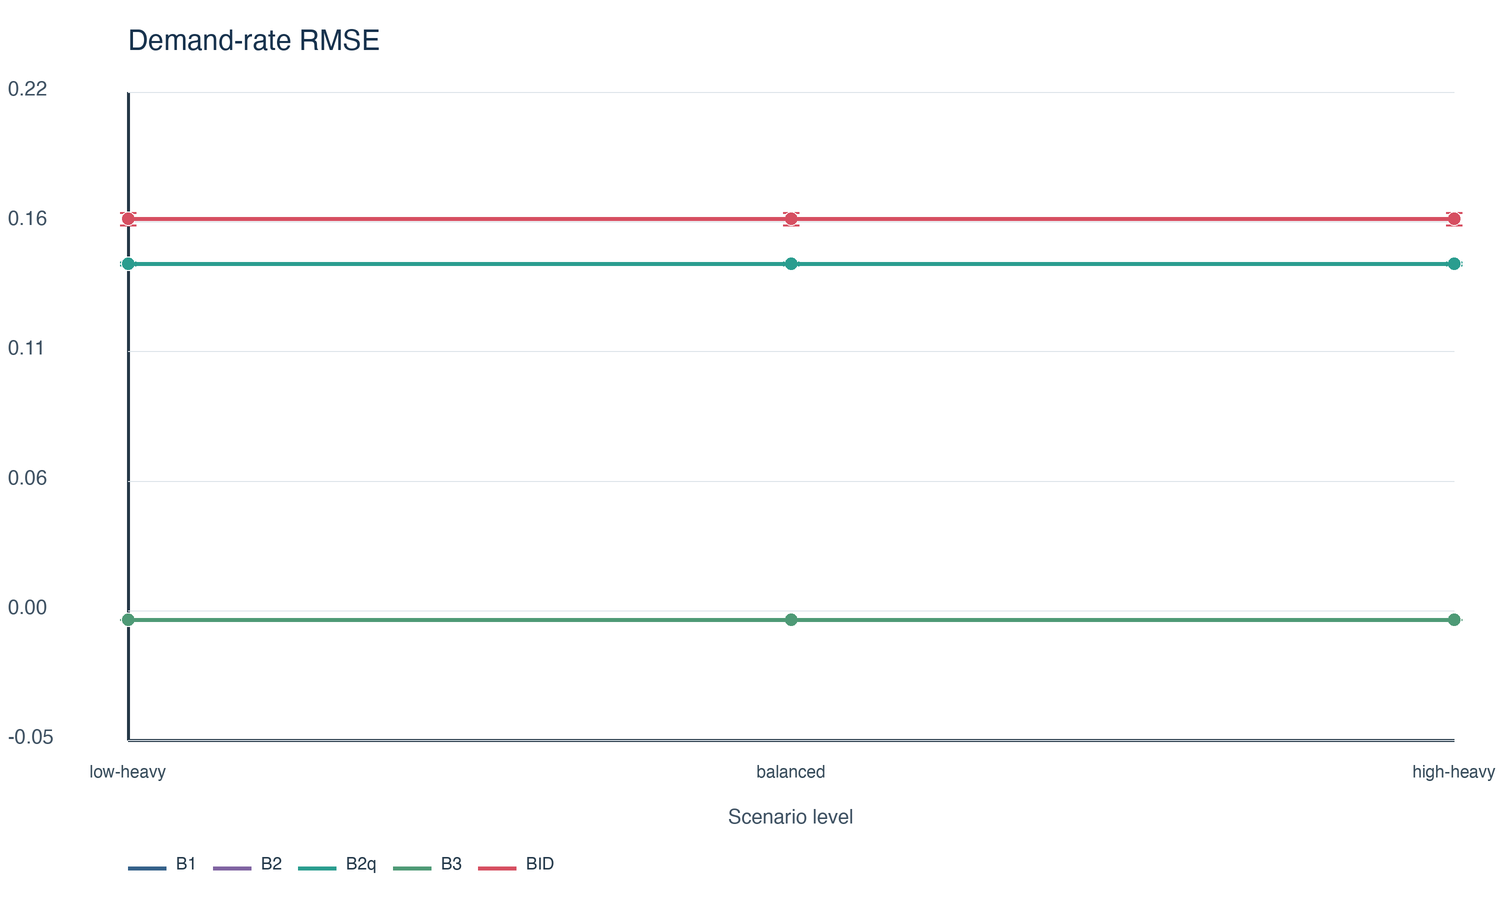 Demand-rate RMSE
0.22
0.16
0.11
0.06
0.00
-0.05
low-heavy balanced high-heavy
Scenario level
B1 B2 B2q B3 BID